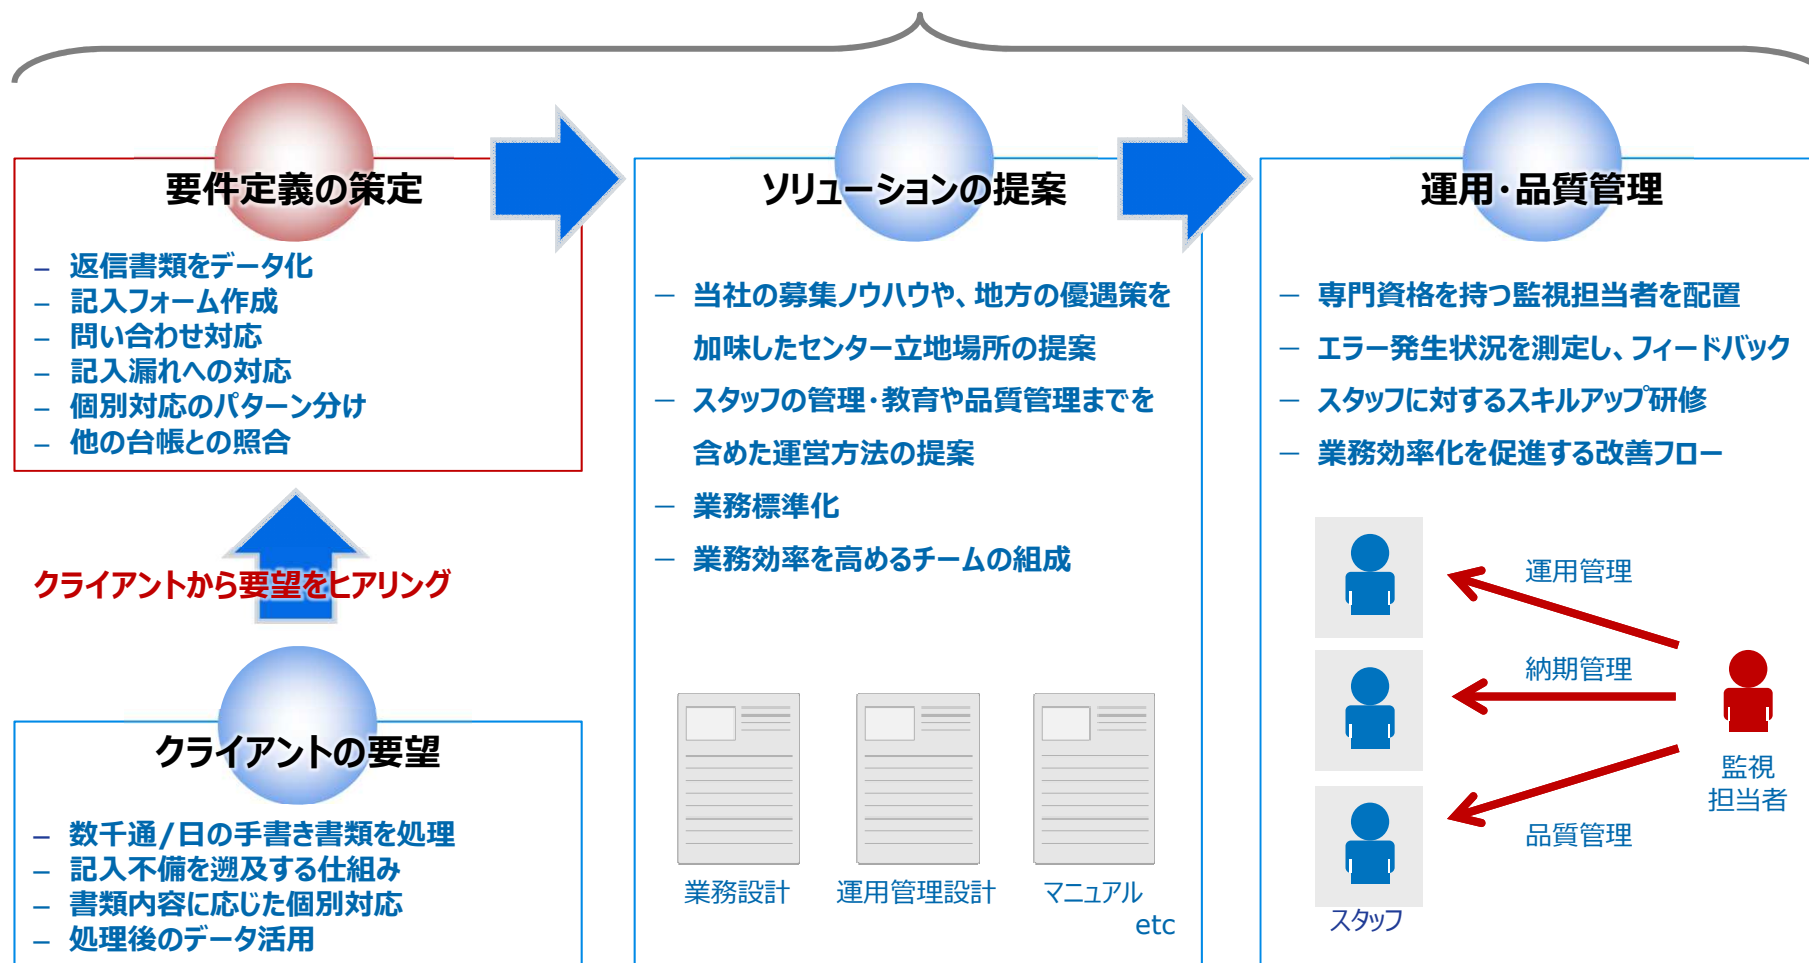 要件定義の策定
– 返信書類をデータ化
– 記入フォーム作成
– 問い合わせ対応
– 記入漏れへの対応
– 個別対応のパターン分け
– 他の台帳との照合
クライアントから要望をヒアリング
クライアントの要望
– 数千通/日の手書き書類を処理
– 記入不備を遡及する仕組み
– 書類内容に応じた個別対応
– 処理後のデータ活用
ソリューションの提案
– 当社の募集ノウハウや、地方の優遇策を
加味したセンター立地場所の提案
– スタッフの管理・教育や品質管理までを
含めた運営方法の提案
– 業務標準化
– 業務効率を高めるチームの組成
業務設計
運用管理設計
マニュアル
etc
運用・品質管理
– 専門資格を持つ監視担当者を配置
– エラー発生状況を測定し、フィードバック
– スタッフに対するスキルアップ研修
– 業務効率化を促進する改善フロー
運用管理
納期管理
品質管理
監視
担当者
スタッフ